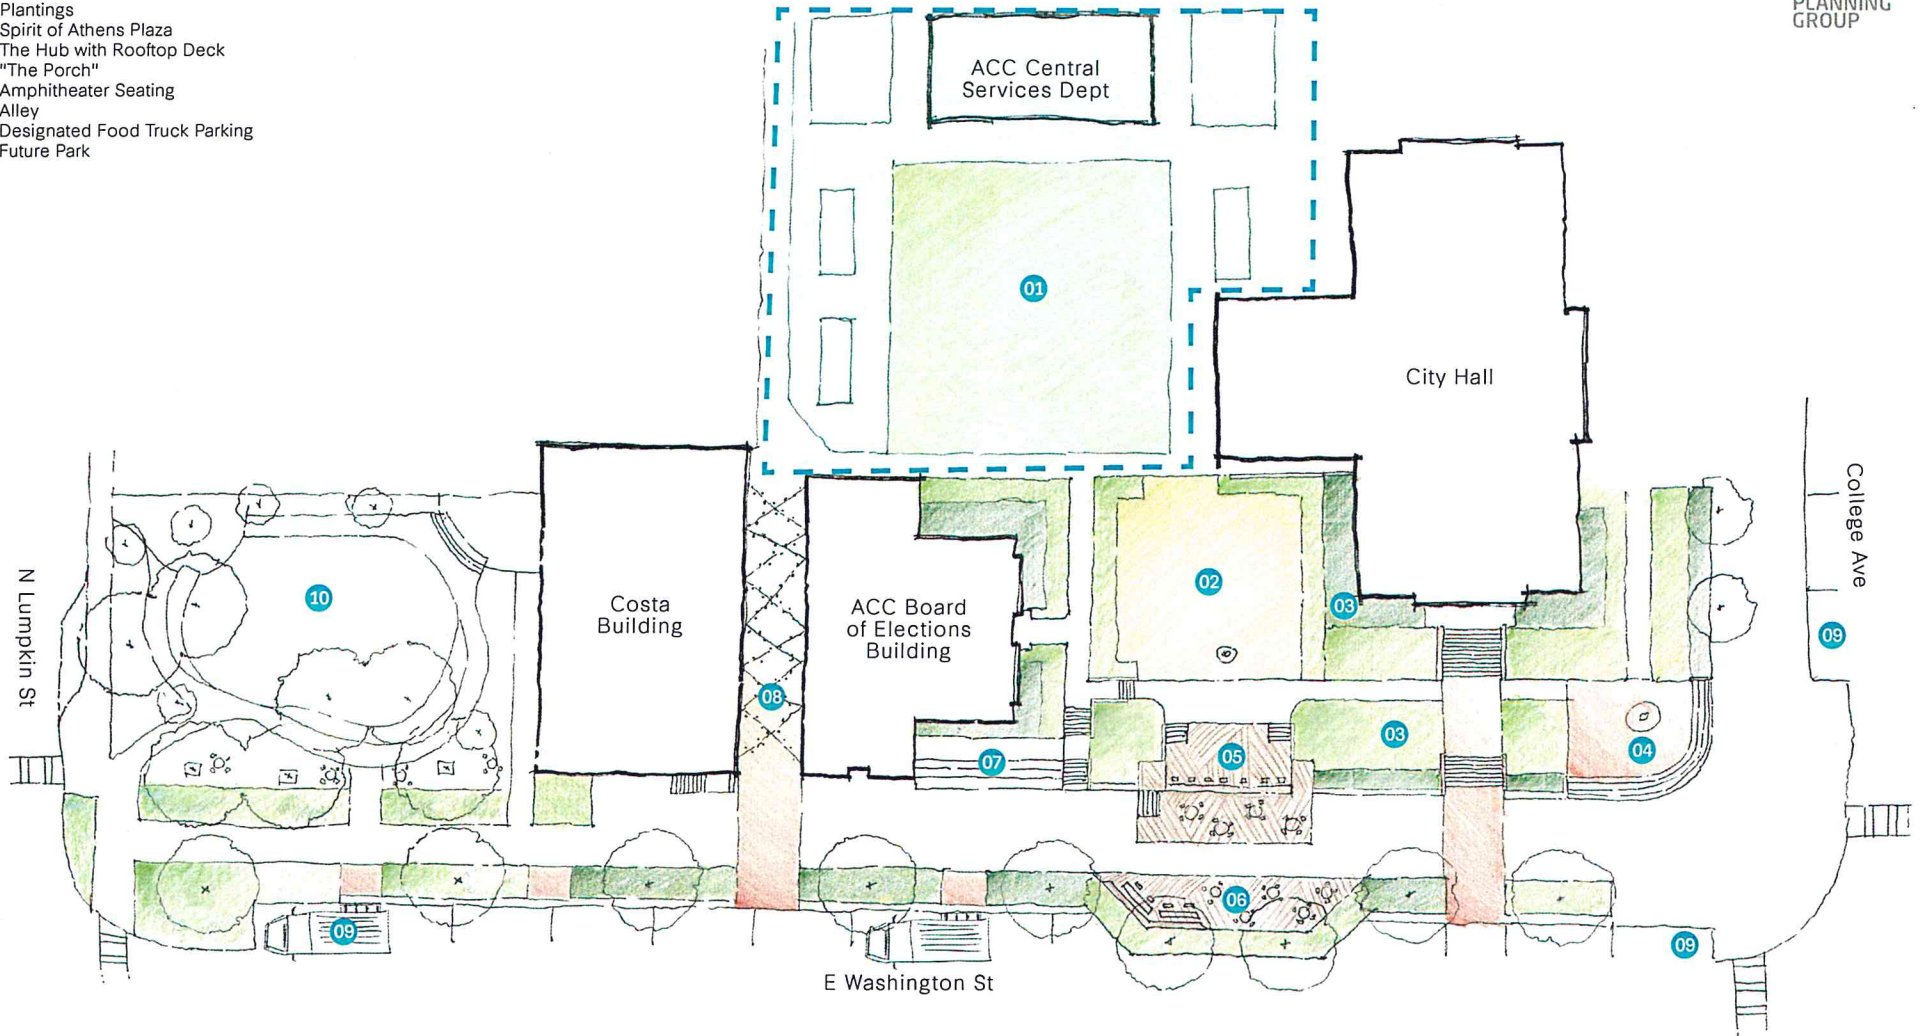 Plantings
Spirit of Athens Plaza
The Hub with Rooftop Deck
"The Porch"
Amphitheater Seating
Alley
Designated Food Truck Parking
Future Park
PLANNING
GROUP
ACC Central
Services Dept
01
City Hall
College Ave
N Lumpkin St
10
Costa
Building
ACC Board
of Elections
Building
02
03
09
08
07
05
03
04
09
06
09
E Washington St